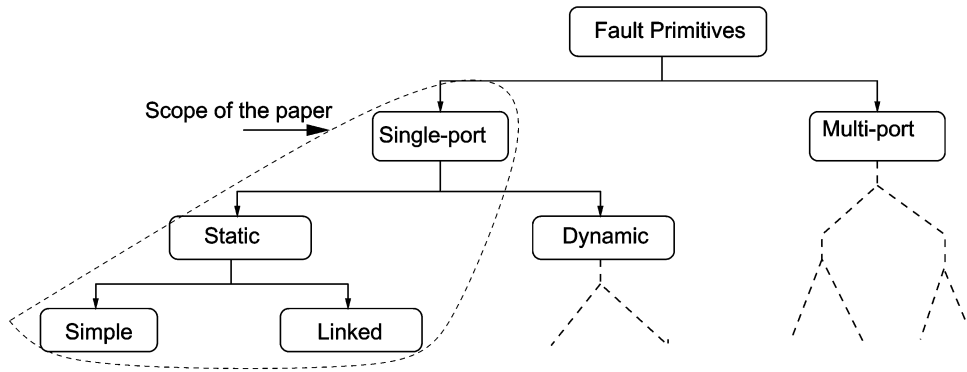 Fault Primitives
Scope of the paper
Single-port
Multi-port
Static
Dynamic
Simple
Linked